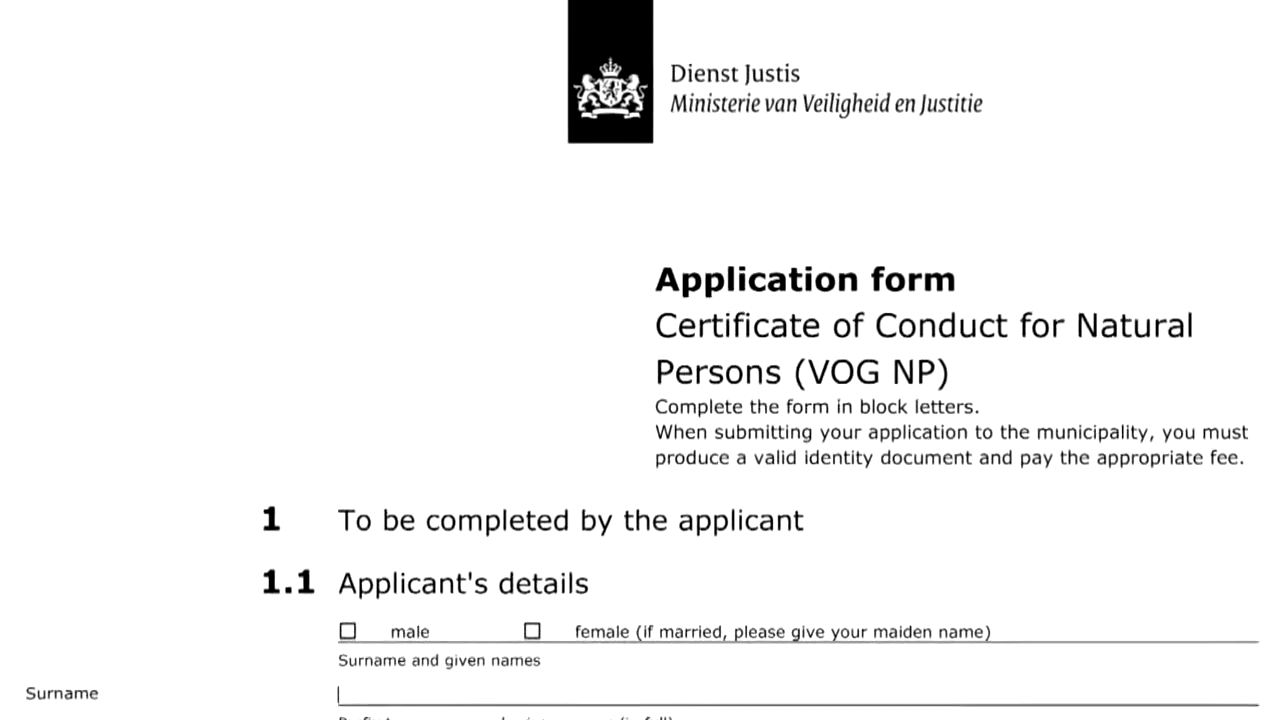 Dienst Justis
Ministerie van Veiligheid en Justitie
Application form
Certificate of Conduct for Natural
Persons (VOG NP)
Complete the form in block letters.
When submitting your application to the municipality, you must
produce a valid identity document and pay the appropriate fee.
1 To be completed by the applicant
1.1 Applicant's details
male female (if married, please give your maiden name)
Surname and given names
Surname